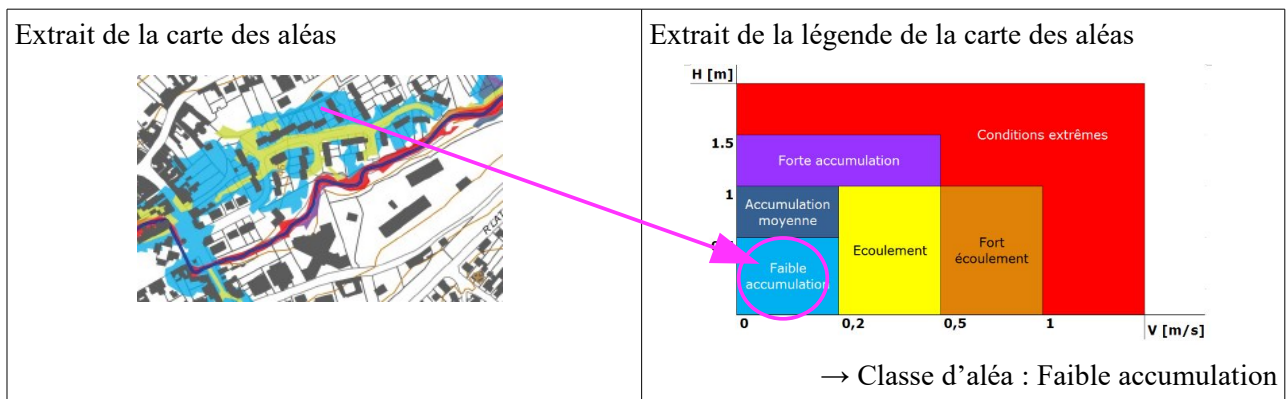 Extrait de la carte des aléas
Extrait de la légende de la carte des aléas
H [m]
Conditions extrêmes
1.5
Forte accumulation
1
Accumulation
moyenne
Ecoulement
Fort
écoulement
Faible
accumulation
0
0,2
0,5
1
V [m/s]
R LAT
→ Classe d’aléa : Faible accumulation